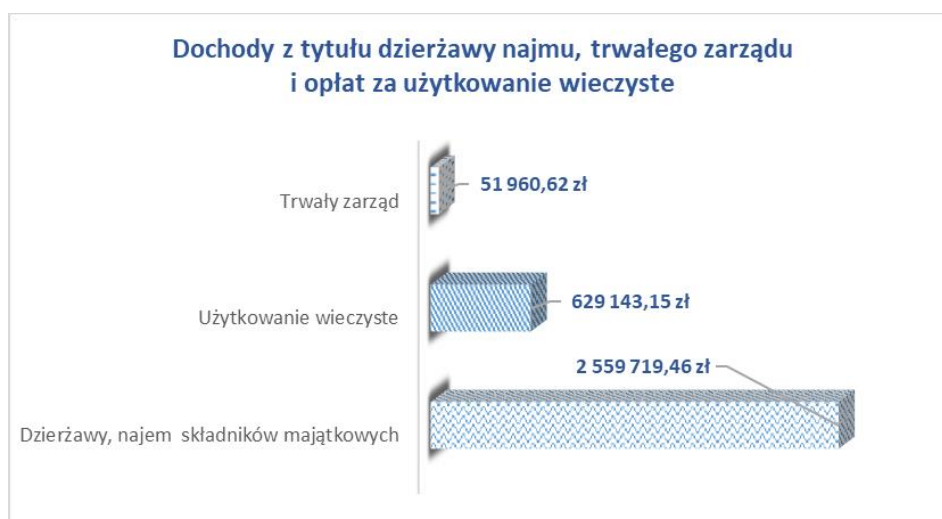 Dochody z tytułu dzierżawy najmu, trwałego zarządu
i opłat za użytkowanie wieczyste
Trwały zarząd
51 960,62 zł
Użytkowanie wieczyste
629 143,15 zł
2 559 719,46 zł
Dzierżawy, najem składników majątkowych